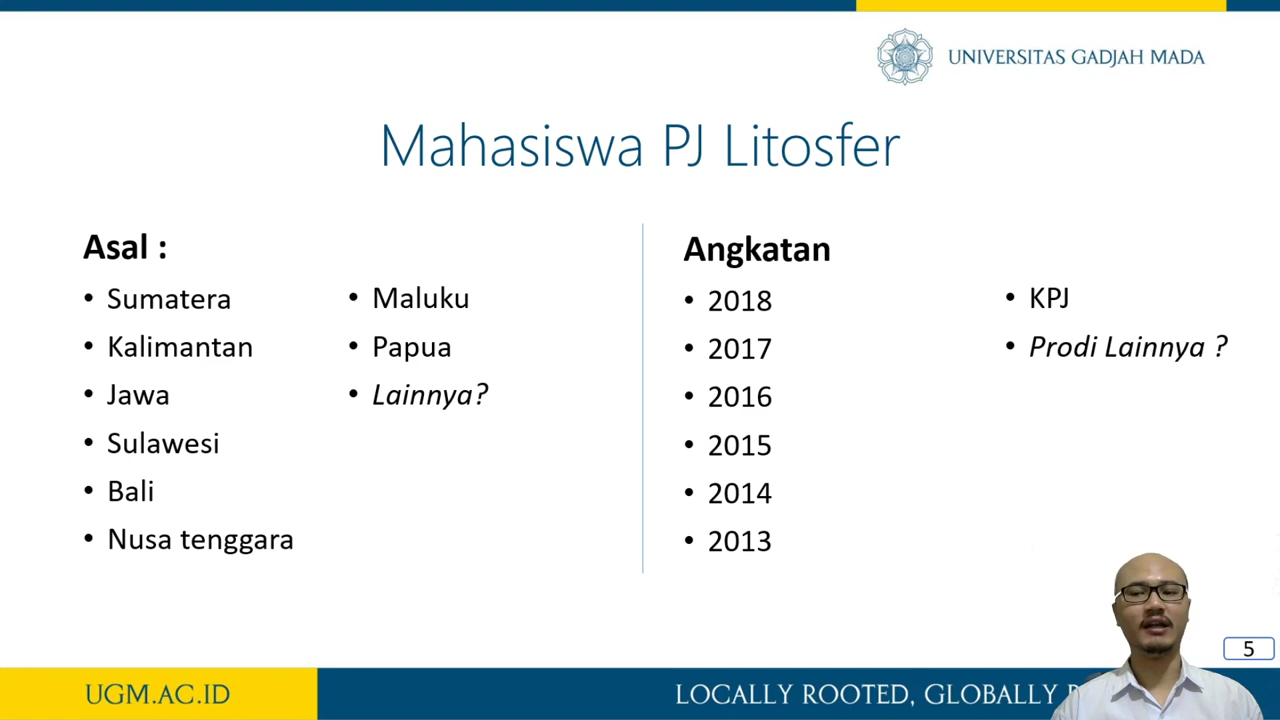 UNIVERSITAS GADJAH MADA
Mahasiswa PJ Litosfer
Asal :
• Sumatera
• Kalimantan
• Jawa
• Sulawesi
• Bali
• Nusa tenggara
• Maluku
• Papua
• Lainnya?
Angkatan
• 2018
• 2017
• 2016
• 2015
• 2014
• 2013
• KPJ
• Prodi Lainnya ?
5
UGM.AC.ID
LOCALLY ROOTED, GLOBALLY